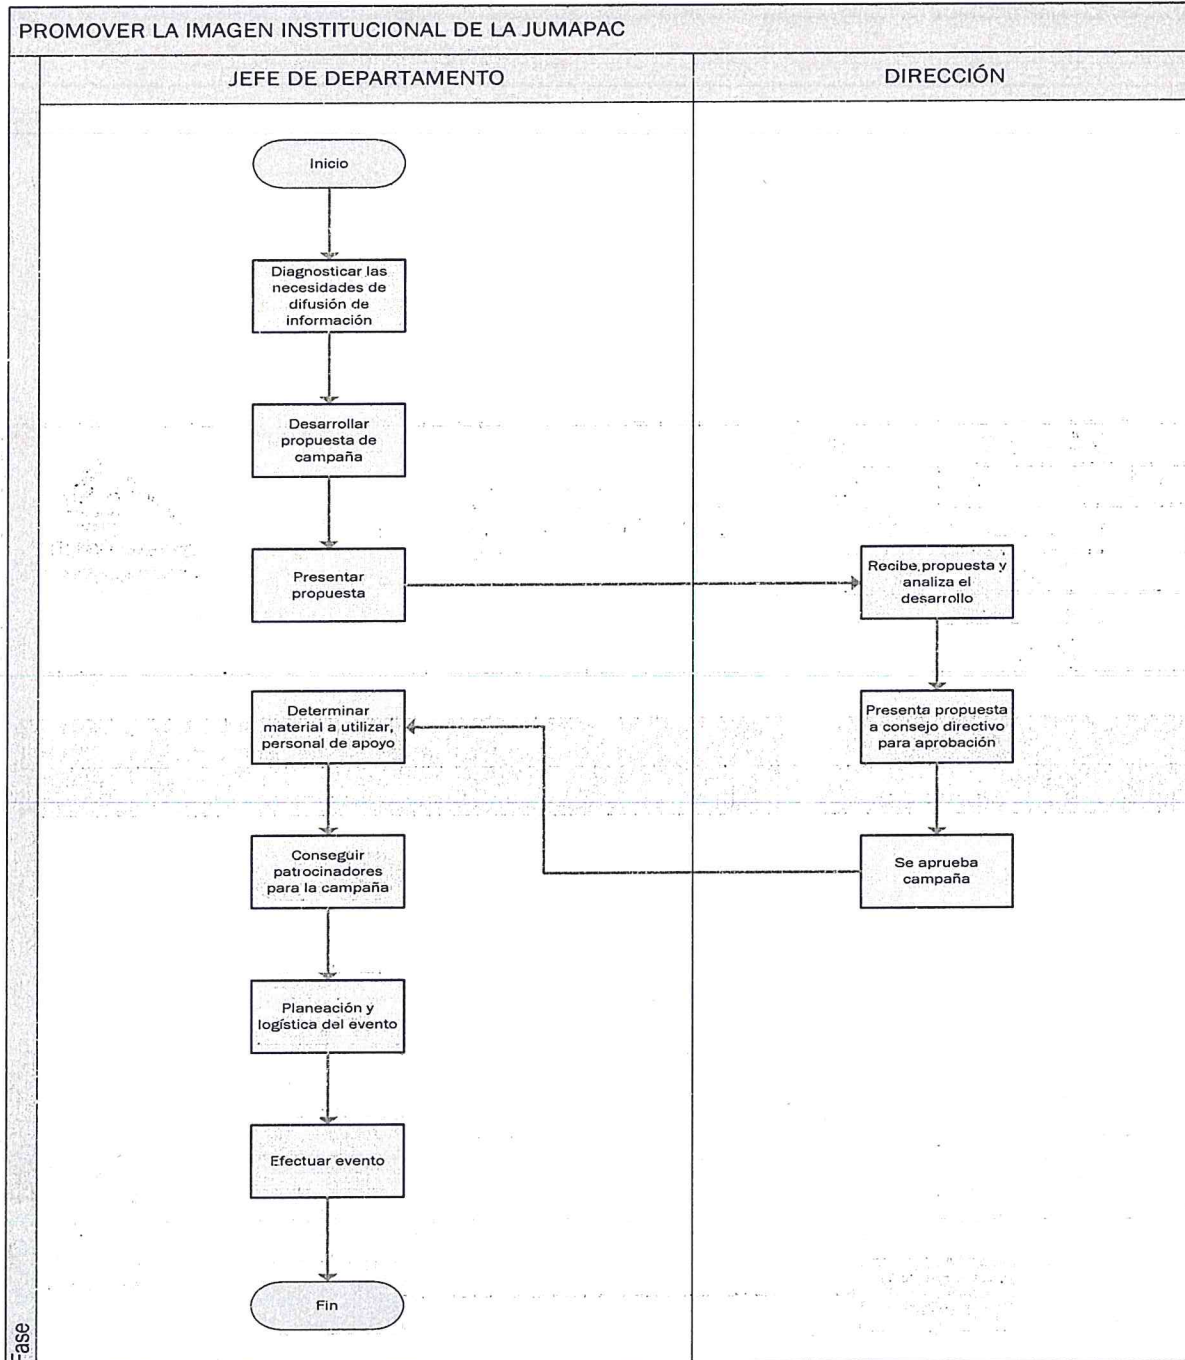 PROMOVER LA IMAGEN INSTITUCIONAL DE LA JUMAPAC
JEFE DE DEPARTAMENTO
DIRECCIÓN
Inicio
Diagnosticar las
necesidades de
difusión de
información
Desarrollar
propuesta de
campaña
Presentar
propuesta
Recibe propuesta y
analiza el
desarrollo
Presenta propuesta
a consejo directivo
para aprobación
Se aprueba
campaña
Determinar
material a utilizar,
personal de apoyo
Conseguir
patrocinadores
para la campaña
Planeación y
logística del evento
Efectuar evento
Fin
Fase